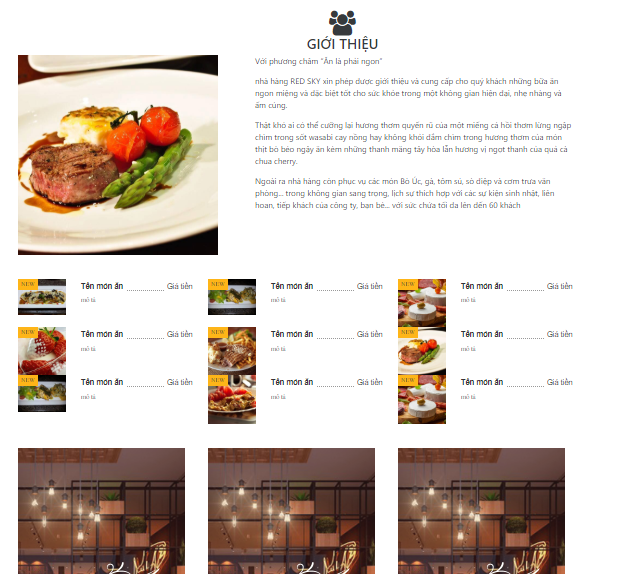 GIỚI THIỆU
Với phương châm "Ăn là phải ngon"
nhà hàng RED SKY xin phép được giới thiệu và cung cấp cho quý khách những bữa ăn
ngon miệng và đặc biệt tốt cho sức khỏe trong một không gian hiện đại, nhẹ nhàng và
ấm cúng.
Thật khó ai có thể cưỡng lại hương thơm quyến rũ của một miếng cá hồi thơm lừng ngập
chìm trong sốt wasabi cay nồng hay không khỏi đắm chìm trong hương thơm của món
thịt bò béo ngậy ăn kèm những thanh măng tây hòa lẫn hương vị ngọt thanh của quả cà
chua cherry.
Ngoài ra nhà hàng còn phục vụ các món Bò Úc, gà, tôm sú, sò điệp và cơm trưa văn
phòng... trong không gian sang trọng, lịch sự thích hợp với các sự kiện sinh nhật, liên
hoan, tiếp khách của công ty, bạn bè... với sức chứa tối đa lên đến 60 khách
NEW Tên món ăn Giá tiền NEW Tên món ăn Giá tiền NEW Tên món ăn Giá tiền
mô tả mô tả mô tả
NEW Tên món ăn Giá tiền NEW Tên món ăn Giá tiền NEW Tên món ăn Giá tiền
mô tả mô tả mô tả
NEW Tên món ăn Giá tiền NEW Tên món ăn Giá tiền NEW Tên món ăn Giá tiền
mô tả mô tả mô tả